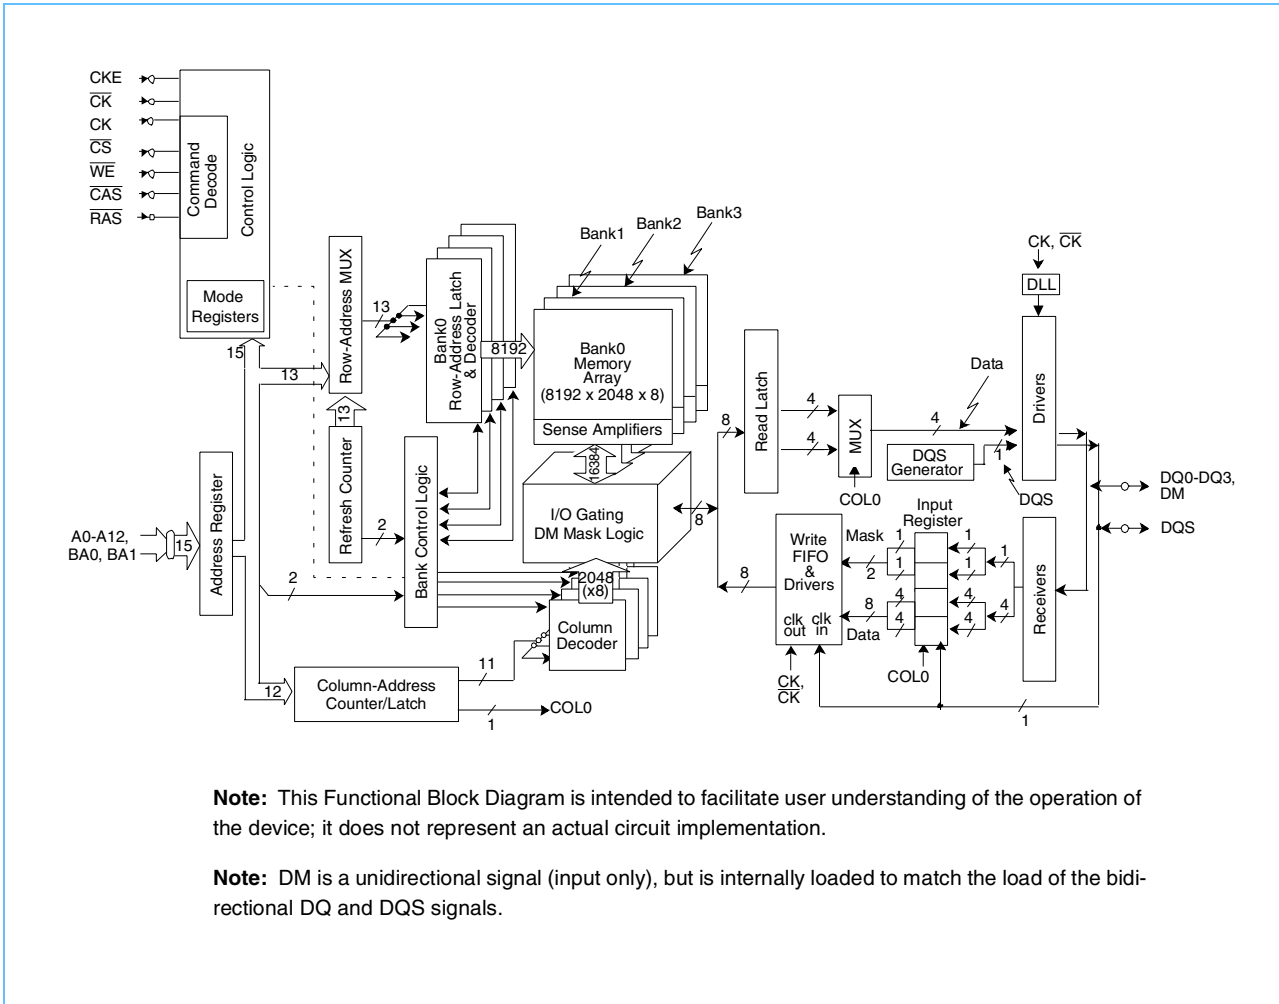 CKE
CK
CK
CS
WE
CAS
RAS
Command
Decode
Control Logic
Mode
Registers
15
13
Row-Address MUX
13
Refresh Counter
13
Bank0
Row-Address Latch
& Decoder
8192
Bank1
Bank2
Bank3
Bank0
Memory
Array
(8192 x 2048 x 8)
Sense Amplifiers
16384
I/O Gating
DM Mask Logic
2048
(x8)
Column
Decoder
Bank Control Logic
2
2
A0-A12,
BA0, BA1
15
Address Register
12
Column-Address
Counter/Latch
11
1
COL0
8
8
8
Read Latch
4
4
MUX
COL0
4
Data
DQS
Generator
1
DQS
CK, CK
DLL
Drivers
DQ0-DQ3,
DM
DQS
Write
FIFO
&
Drivers
clk
out
clk
in
CK,
CK
Mask
2
8
Data
Input
Register
1
1
4
4
1
1
4
4
1
4
COL0
Receivers
1
Note: This Functional Block Diagram is intended to facilitate user understanding of the operation of
the device; it does not represent an actual circuit implementation.
Note: DM is a unidirectional signal (input only), but is internally loaded to match the load of the bidi-
rectional DQ and DQS signals.